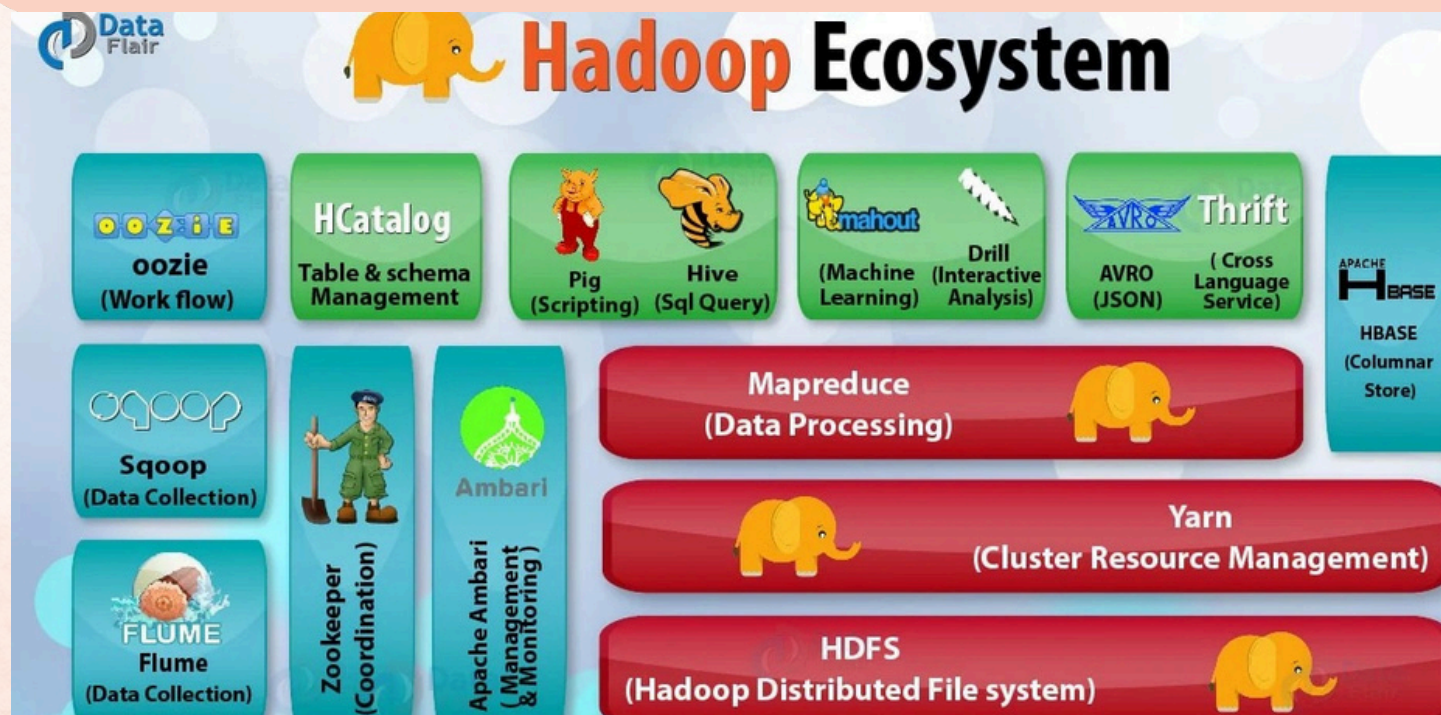 Data
Flair
Hadoop Ecosystem
OOZiE
oozie
(Work flow)
HCatalog
Table & schema
Management
Pig
(Scripting)
Hive
(Sql Query)
mahout
(Machine
Learning)
Drill
(Interactive
Analysis)
AVRO
AVRO
(JSON)
Thrift
( Cross
Language
Service)
APACHE
HBASE
HBASE
(Columnar
Store)
sqoop
Sqoop
(Data Collection)
FLUME
Flume
(Data Collection)
Zookeeper
(Coordination)
Ambari
Apache Ambari
( Management
& Monitoring )
Mapreduce
(Data Processing)
Yarn
(Cluster Resource Management)
HDFS
(Hadoop Distributed File system)